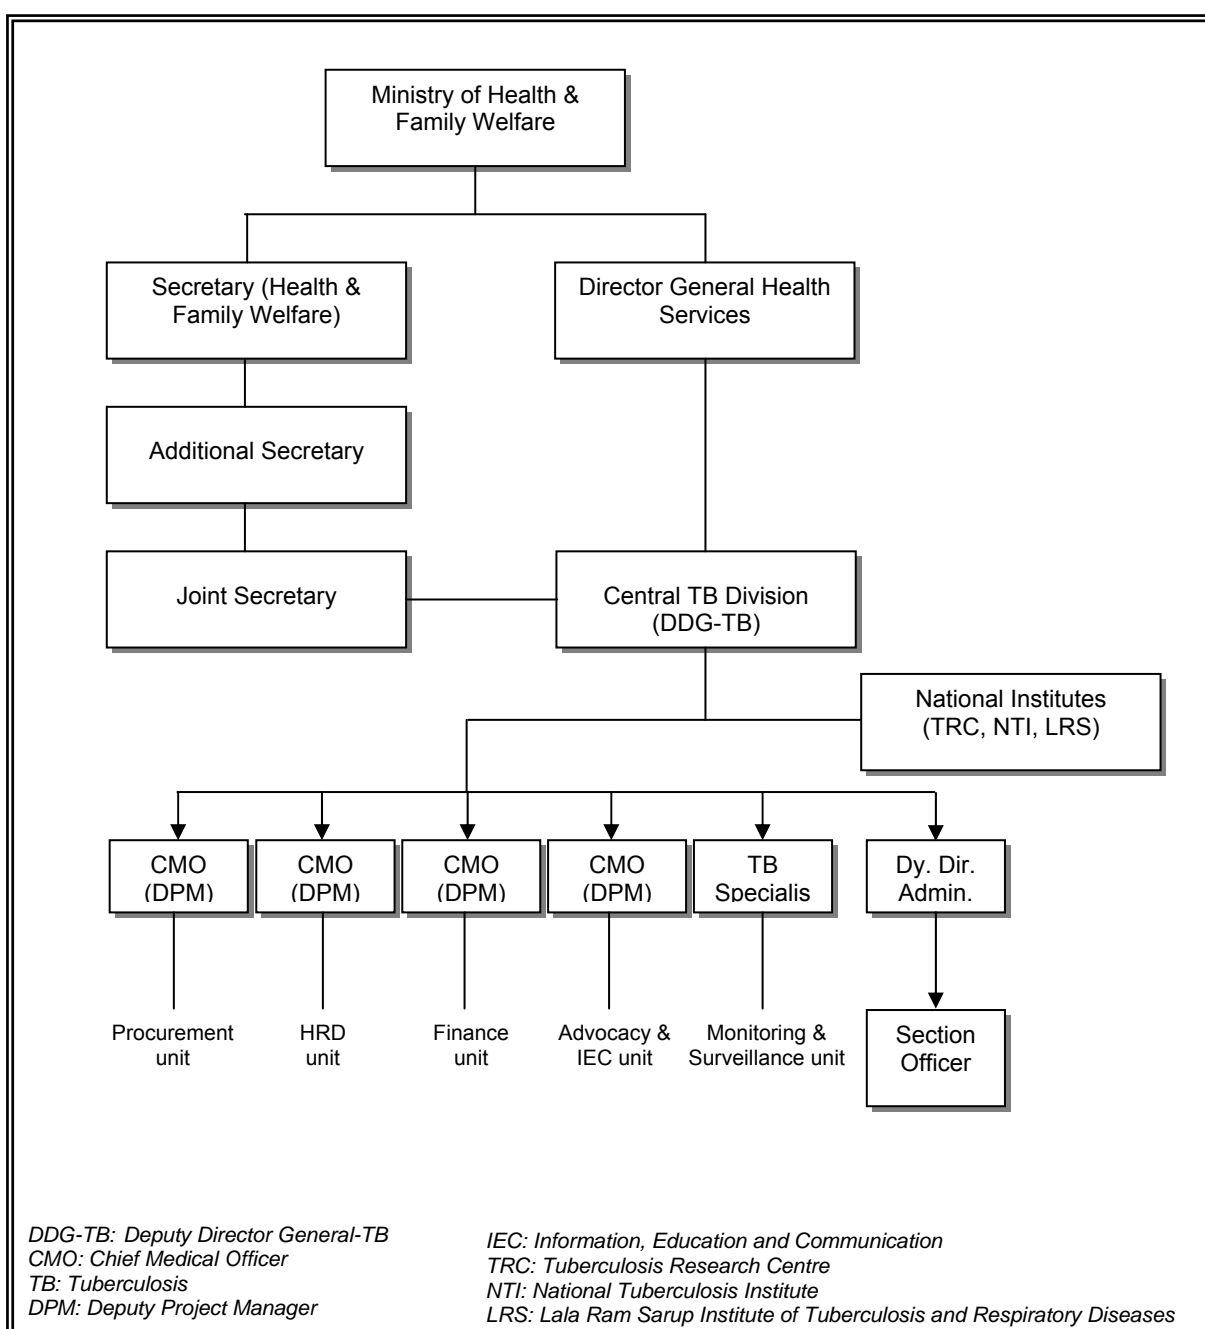 Ministry of Health &
Family Welfare
Secretary (Health &
Family Welfare)
Director General Health
Services
Additional Secretary
Joint Secretary
Central TB Division
(DDG-TB)
National Institutes
(TRC, NTI, LRS)
CMO
(DPM)
CMO
(DPM)
CMO
(DPM)
CMO
(DPM)
TB
Specialis
Dy. Dir.
Admin.
Procurement
unit
HRD
unit
Finance
unit
Advocacy &
IEC unit
Monitoring &
Surveillance unit
Section
Officer
DDG-TB: Deputy Director General-TB
CMO: Chief Medical Officer
TB: Tuberculosis
DPM: Deputy Project Manager
IEC: Information, Education and Communication
TRC: Tuberculosis Research Centre
NTI: National Tuberculosis Institute
LRS: Lala Ram Sarup Institute of Tuberculosis and Respiratory Diseases